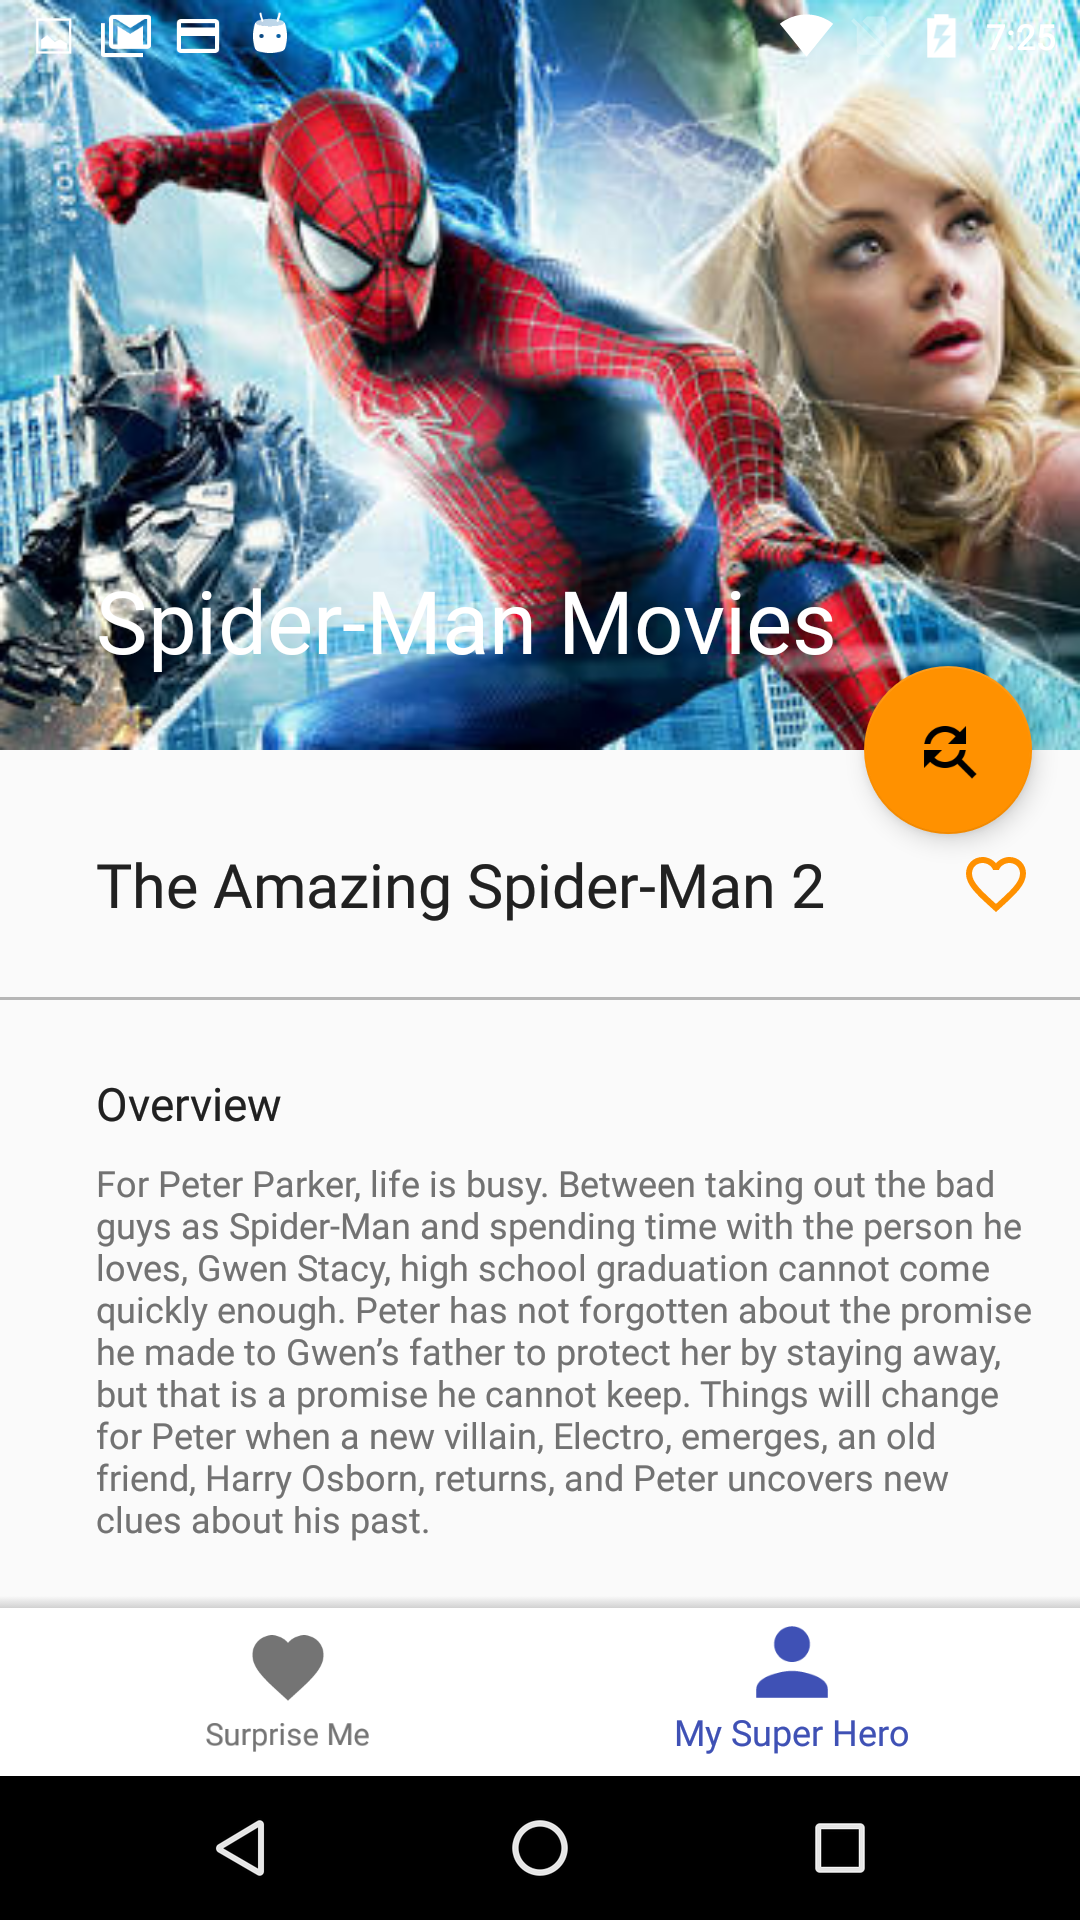 7:25
OSCORP
Spider-Man Movies
The Amazing Spider-Man 2
Overview
For Peter Parker, life is busy. Between taking out the bad
guys as Spider-Man and spending time with the person he
loves, Gwen Stacy, high school graduation cannot come
quickly enough. Peter has not forgotten about the promise
he made to Gwen’s father to protect her by staying away,
but that is a promise he cannot keep. Things will change
for Peter when a new villain, Electro, emerges, an old
friend, Harry Osborn, returns, and Peter uncovers new
clues about his past.
Surprise Me
My Super Hero